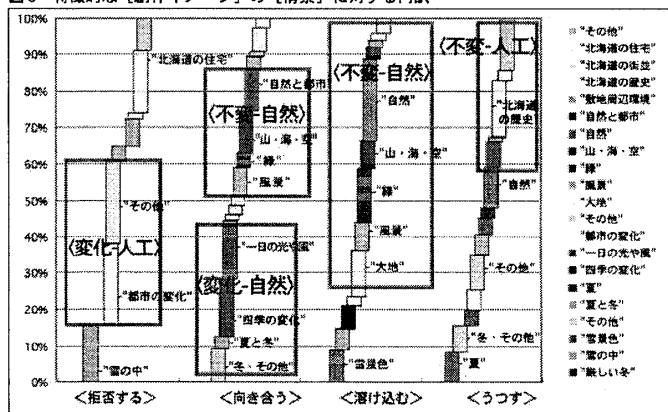 100%
90%
80%
70%
60%
50%
40%
30%
20%
10%
0%
"北海道の住宅"
"その他"
〈変化-人工〉
"都市の変化"
"雪の中"
"自然と都市"
〈不変-自然〉
"山・海・空"
"緑"
"風景"
"一日の光や風"
〈変化-自然〉
"四季の変化"
"夏と冬"
"冬、その他"
〈不変-自然〉
"自然"
"山・海・空"
"緑"
"風景"
"大地"
"雪景色"
〈不変-人工〉
"北海道
の歴史"
"自然"
"その他"
"冬、その他"
"夏"
<拒否する>
<向き合う>
<溶け込む>
<うつす>
"その他"
"北海道の住宅"
"北海道の街並"
"北海道の歴史"
"敷地周辺環境"
"自然と都市"
"自然"
"山・海・空"
"緑"
"風景"
"大地"
"その他"
"都市の変化"
"一日の光や風"
"四季の変化"
"夏"
"夏と冬"
"その他"
"雪景色"
"雪の中"
"厳しい冬"